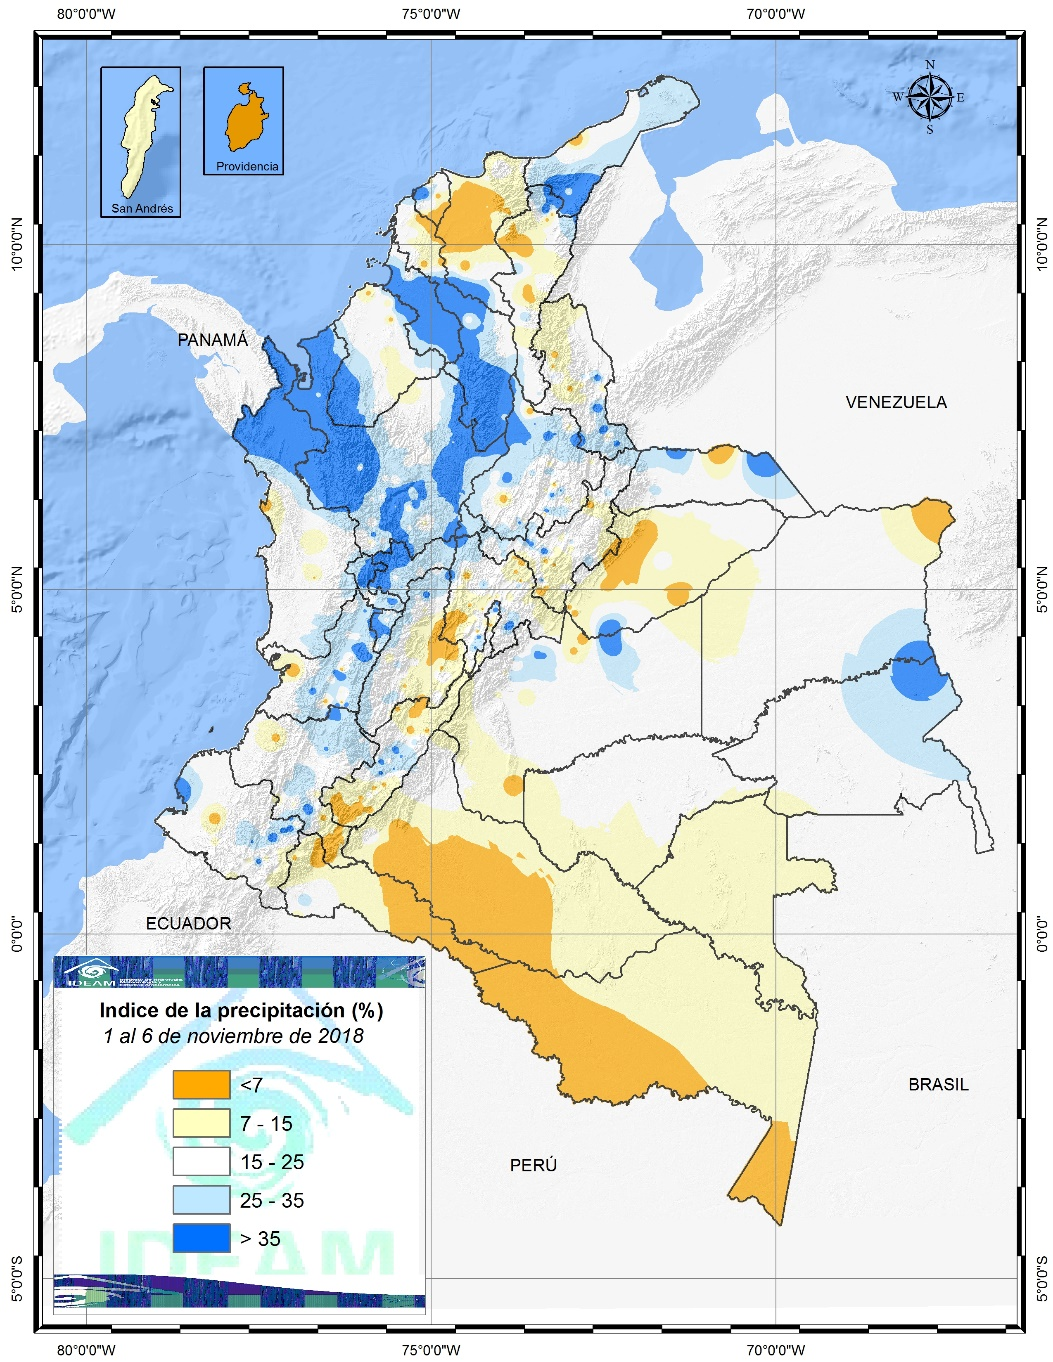 80°0'0"W
75°0'0"W
70°0'0"W
N
W
E
S
San Andrés
Providencia
10°0'0"N
10°0'0"N
PANAMÁ
VENEZUELA
5°0'0"N
5°0'0"N
ECUADOR
0°0'0"
0°0'0"
IDEAM
Indice de la precipitación (%)
1 al 6 de noviembre de 2018
<7
7 - 15
15 - 25
25 - 35
> 35
IDEAM
BRASIL
PERÚ
5°0'0"S
5°0'0"S
80°0'0"W
75°0'0"W
70°0'0"W